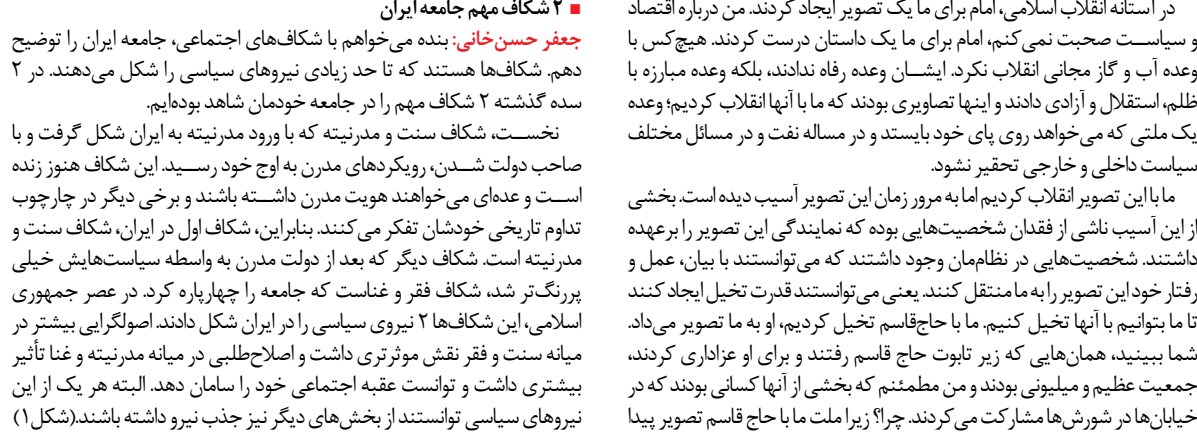 در آستانه انقلاب اسلامی، امام برای ما یک تصویر ایجاد کردند. من درباره اقتصاد
و سیاست صحبت نمی‌کنم، امام برای ما یک داستان درست کردند. هیچ‌کس با
وعده آب و گاز مجانی انقلاب نکرد. ایشان وعده رفاه ندادند، بلکه وعده مبارزه با
ظلم، استقلال و آزادی دادند و اینها تصاویری بودند که ما با آنها انقلاب کردیم؛ وعده
یک ملتی که می‌خواهد روی پای خود بایستد و در مساله نفت و در مسائل مختلف
سیاست داخلی و خارجی تحقیر نشود.
ما با این تصویر انقلاب کردیم اما به مرور زمان این تصویر آسیب دیده است. بخشی
از این آسیب ناشی از فقدان شخصیت‌هایی بوده که نمایندگی این تصویر را برعهده
داشتند. شخصیت‌هایی در نظام‌مان وجود داشتند که می‌توانستند با بیان، عمل و
رفتار خود این تصویر را به ما منتقل کنند. یعنی می‌توانستند قدرت تخیل ایجاد کنند
تا ما بتوانیم با آنها تخیل کنیم. ما با حاج‌قاسم تخیل کردیم، او به ما تصویر می‌داد.
شما ببینید، همان‌هایی که زیر تابوت حاج قاسم رفتند و برای او عزاداری کردند،
جمعیت عظیم و میلیونی بودند و من مطمئنم که بخشی از آنها کسانی بودند که در
خیابان‌ها در شورش‌ها مشارکت می‌کردند. چرا؟ زیرا ملت ما با حاج قاسم تصویر پیدا
■ ۲ شکاف مهم جامعه ایران
جعفر حسن‌خانی: بنده می‌خواهم با شکاف‌های اجتماعی، جامعه ایران را توضیح
دهم. شکاف‌ها هستند که تا حد زیادی نیروهای سیاسی را شکل می‌دهند. در ۲
سده گذشته ۲ شکاف مهم را در جامعه خودمان شاهد بوده‌ایم.
نخست، شکاف سنت و مدرنیته که با ورود مدرنیته به ایران شکل گرفت و با
صاحب دولت شدن، رویکردهای مدرن به اوج خود رسید. این شکاف هنوز زنده
است و عده‌ای می‌خواهند هویت مدرن داشته باشند و برخی دیگر در چارچوب
تداوم تاریخی خودشان تفکر می‌کنند. بنابراین، شکاف اول در ایران، شکاف سنت و
مدرنیته است. شکاف دیگر که بعد از دولت مدرن به واسطه سیاست‌هایش خیلی
پررنگ‌تر شد، شکاف فقر و غناست که جامعه را چهارپاره کرد. در عصر جمهوری
اسلامی، این شکاف‌ها ۲ نیروی سیاسی را در ایران شکل دادند. اصولگرایی بیشتر در
میانه سنت و فقر نقش موثرتری داشت و اصلاح‌طلبی در میانه مدرنیته و غنا تأثیر
بیشتری داشت و توانست عقبه اجتماعی خود را سامان دهد. البته هر یک از این
نیروهای سیاسی توانستند از بخش‌های دیگر نیز جذب نیرو داشته باشند.(شکل ۱)